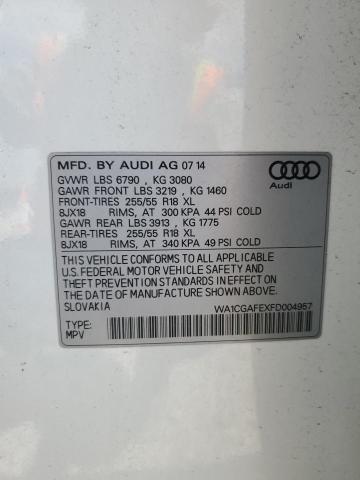 MFD. BY AUDI AG 07 14
GVWR LBS 6790 , KG 3080
GAWR FRONT LBS 3219 , KG 1460
FRONT-TIRES 255/55 R18 XL
8JX18 RIMS, AT 300 KPA 44 PSI COLD
GAWR REAR LBS 3913 , KG 1775
REAR-TIRES 255/55 R18 XL
8JX18 RIMS, AT 340 KPA 49 PSI COLD
Audi
THIS VEHICLE CONFORMS TO ALL APPLICABLE
U.S. FEDERAL MOTOR VEHICLE SAFETY AND
THEFT PREVENTION STANDARDS IN EFFECT ON
THE DATE OF MANUFACTURE SHOWN ABOVE.
SLOVAKIA
WA1CGAFEXFD004957
TYPE:
MPV